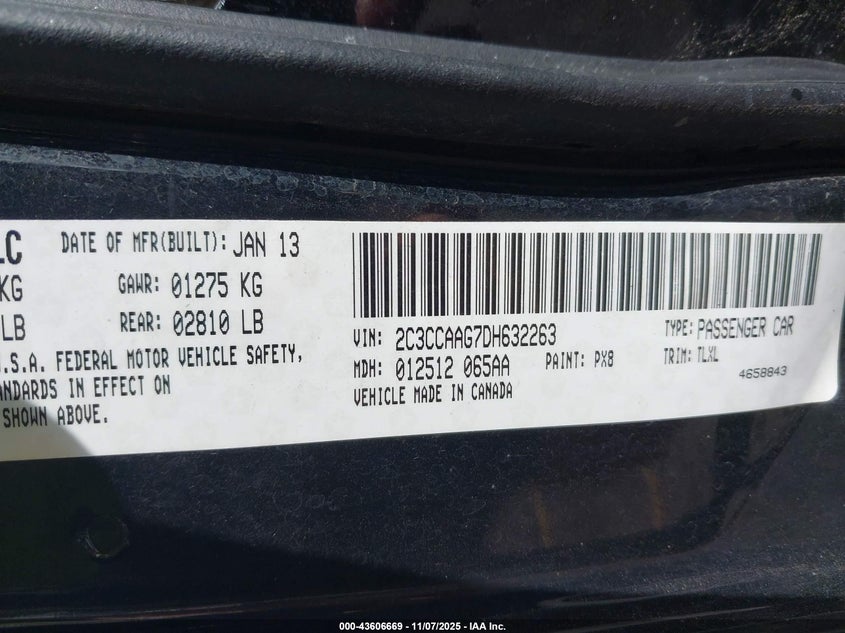 LC DATE OF MFR(BUILT): JAN 13
KG GAWR: 01275 KG
LB REAR: 02810 LB
.S.A. FEDERAL MOTOR VEHICLE SAFETY,
ANDARDS IN EFFECT ON
SHOWN ABOVE.
VIN: 2C3CCAAG7DH632263 TYPE: PASSENGER CAR
MDH: 012512 065AA PAINT: PX8 TRIM: TLXL
VEHICLE MADE IN CANADA 4658843
000-43606669 - 11/07/2025 - IAA Inc.